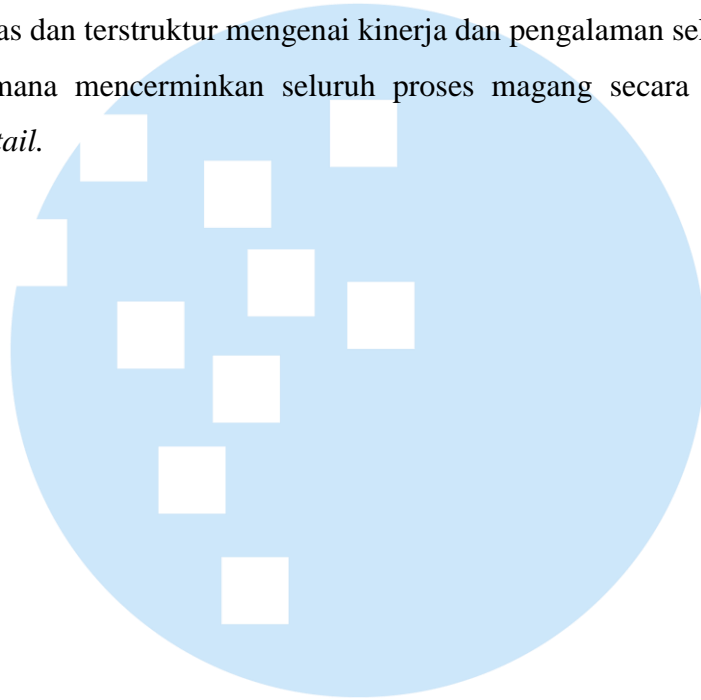 as dan terstruktur mengenai kinerja dan pengalaman sel
mana mencerminkan seluruh proses magang secara
tail.